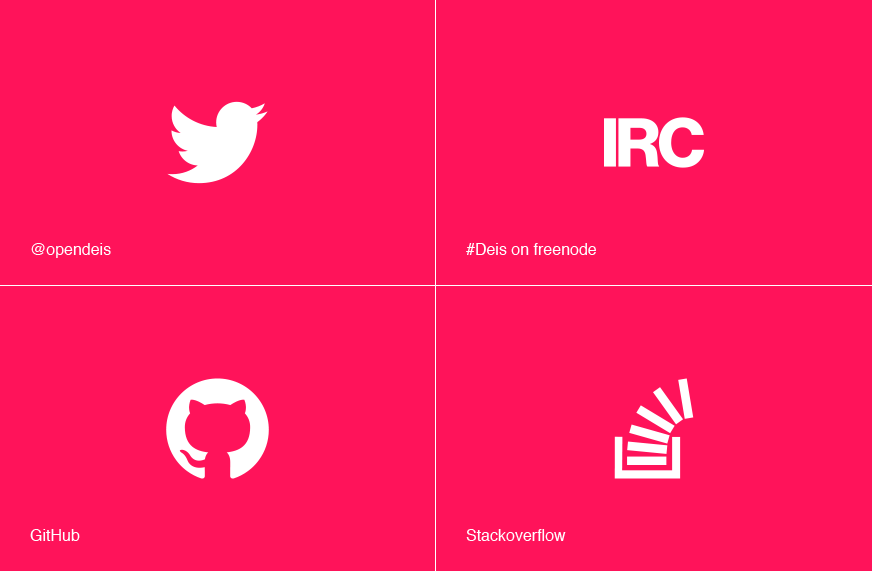 IRC
@opendeis
#Deis on freenode
GitHub
Stackoverflow